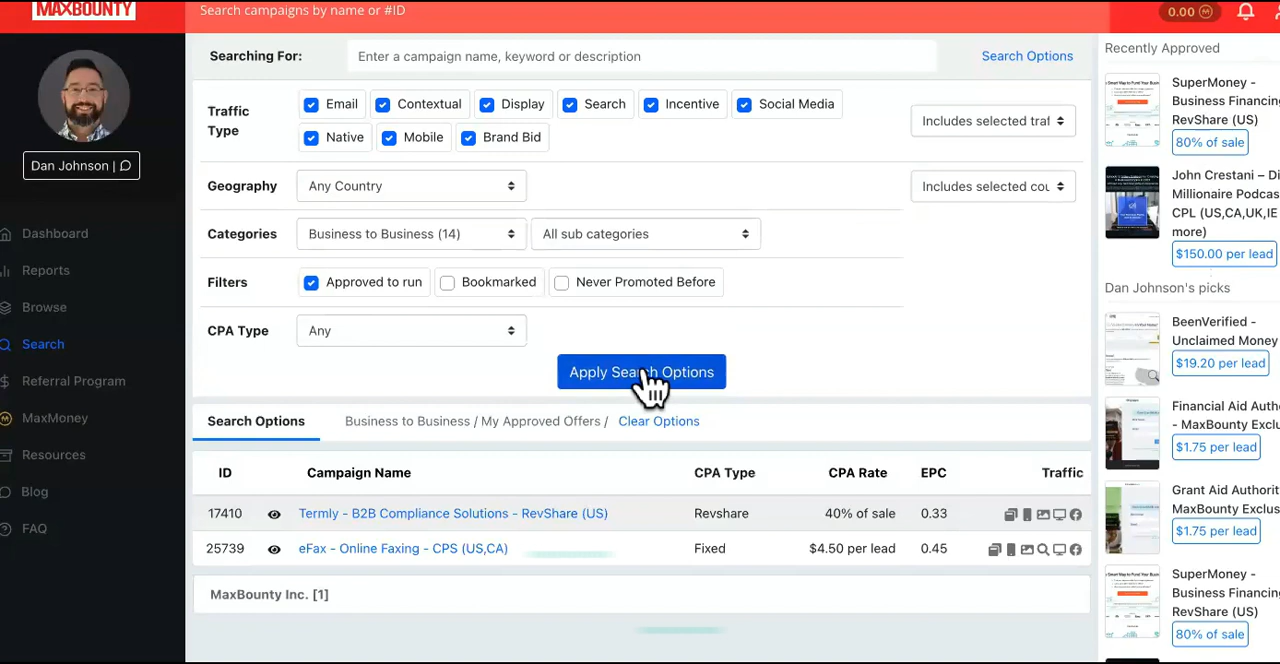 MAXBOUNTY
Search campaigns by name or #ID
0.00
Dan Johnson |
Dashboard
Reports
Browse
Search
Referral Program
MaxMoney
Resources
Blog
FAQ
Searching For:
Enter a campaign name, keyword or description
Search Options
Traffic Type
Display
Search
Social Media
Brand Bid
Includes selected traf
Geography
Any Country
Includes selected cou
Categories
Business to Business (14)
All sub categories
Filters
Approved to run
Bookmarked
Never Promoted Before
CPA Type
Any
Apply Search Options
Search Options
Business to Business / My Approved Offers /
Clear Options
ID Campaign Name CPA Type CPA Rate EPC Traffic
17410 Termly - B2B Compliance Solutions - RevShare (US) Revshare 40% of sale 0.33
25739 eFax - Online Faxing - CPS (US,CA) Fixed $4.50 per lead 0.45
MaxBounty Inc. [1]
Recently Approved
SuperMoney -
Business Financing
RevShare (US)
80% of sale
John Crestani – Di
Millionaire Podcas
CPL (US,CA,UK,IE
more)
$150.00 per lead
Dan Johnson's picks
BeenVerified -
Unclaimed Money
$19.20 per lead
Financial Aid Autho
- MaxBounty Exclu
$1.75 per lead
Grant Aid Authorit
MaxBounty Exclus
$1.75 per lead
SuperMoney -
Business Financing
RevShare (US)
80% of sale